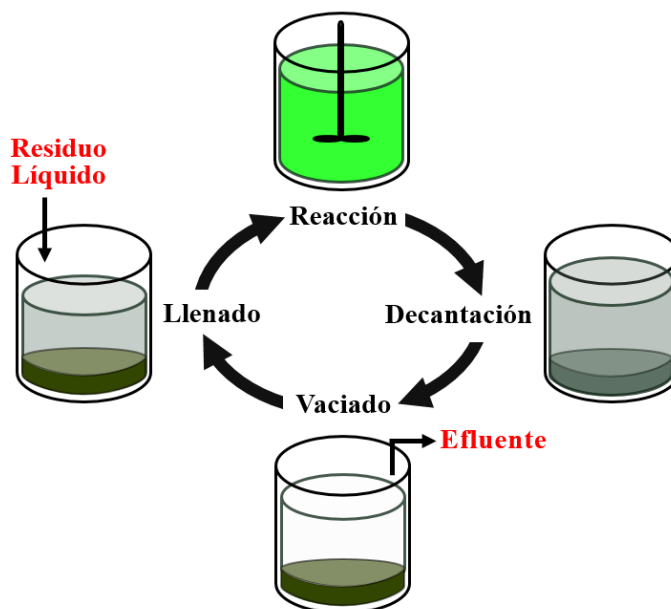 Residuo
Líquido
Reacción
Llenado
Decantación
Vaciado
Efluente